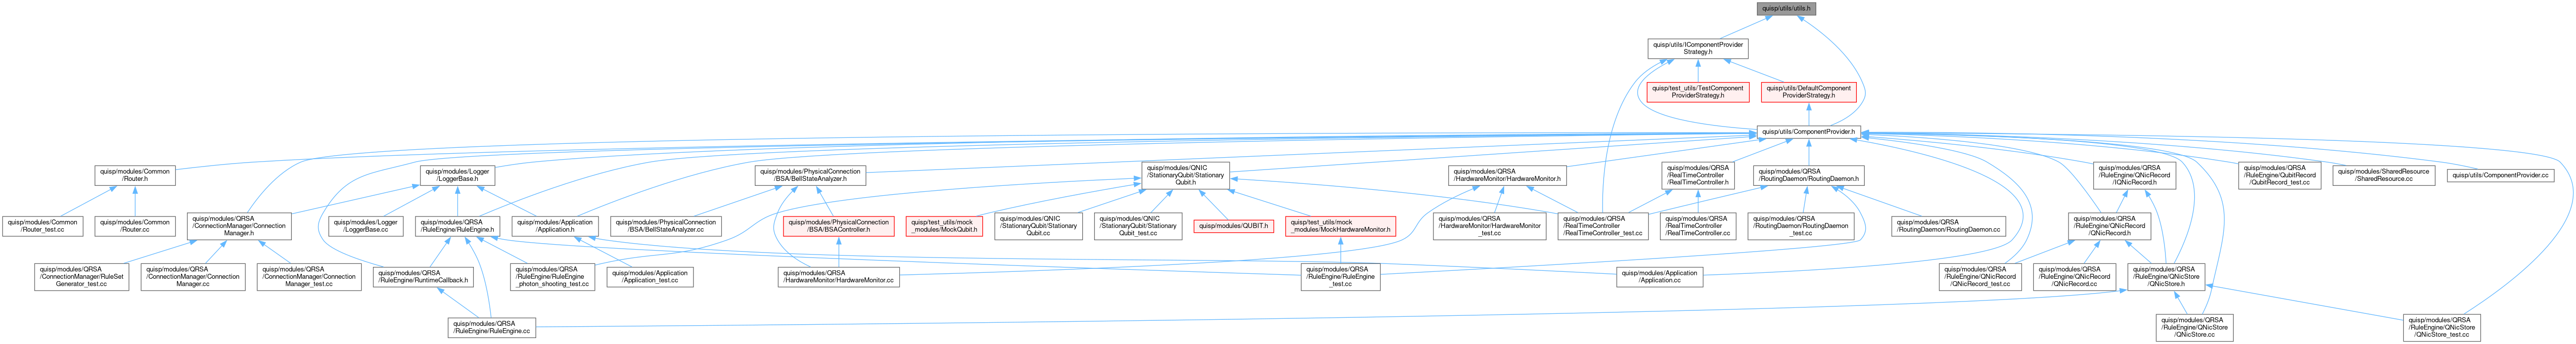 quisp/utils/utils.h
quisp/utils/IComponentProvider
Strategy.h
quisp/test_utils/TestComponent
ProviderStrategy.h
quisp/utils/DefaultComponent
ProviderStrategy.h
quisp/utils/ComponentProvider.h
quisp/modules/Common
/Router.h
quisp/modules/Logger
/LoggerBase.h
quisp/modules/PhysicalConnection
/BSA/BellStateAnalyzer.h
quisp/modules/QNIC
/StationaryQubit/Stationary
Qubit.h
quisp/modules/QRSA
/HardwareMonitor/HardwareMonitor.h
quisp/modules/QRSA
/RealTimeController
/RealTimeController.h
quisp/modules/QRSA
/RoutingDaemon/RoutingDaemon.h
quisp/modules/QRSA
/RuleEngine/QNicRecord
/IQNicRecord.h
quisp/modules/QRSA
/RuleEngine/QubitRecord
/QubitRecord_test.cc
quisp/modules/SharedResource
/SharedResource.cc
quisp/utils/ComponentProvider.cc
quisp/modules/Common
/Router_test.cc
quisp/modules/Common
/Router.cc
quisp/modules/QRSA
/ConnectionManager/Connection
Manager.h
quisp/modules/Logger
/LoggerBase.cc
quisp/modules/QRSA
/RuleEngine/RuleEngine.h
quisp/modules/Application
/Application.h
quisp/modules/PhysicalConnection
/BSA/BellStateAnalyzer.cc
quisp/modules/PhysicalConnection
/BSA/BSAController.h
quisp/test_utils/mock
_modules/MockQubit.h
quisp/modules/QNIC
/StationaryQubit/Stationary
Qubit.cc
quisp/modules/QNIC
/StationaryQubit/Stationary
Qubit_test.cc
quisp/modules/QUBIT.h
quisp/test_utils/mock
_modules/MockHardwareMonitor.h
quisp/modules/QRSA
/HardwareMonitor/HardwareMonitor
_test.cc
quisp/modules/QRSA
/RealTimeController
/RealTimeController_test.cc
quisp/modules/QRSA
/RealTimeController
/RealTimeController.cc
quisp/modules/QRSA
/RoutingDaemon/RoutingDaemon
_test.cc
quisp/modules/QRSA
/RoutingDaemon/RoutingDaemon.cc
quisp/modules/QRSA
/RuleEngine/QNicRecord
/QNicRecord.h
quisp/modules/QRSA
/ConnectionManager/RuleSet
Generator_test.cc
quisp/modules/QRSA
/ConnectionManager/Connection
Manager.cc
quisp/modules/QRSA
/ConnectionManager/Connection
Manager_test.cc
quisp/modules/QRSA
/RuleEngine/RuntimeCallback.h
quisp/modules/QRSA
/RuleEngine/RuleEngine
_photon_shooting_test.cc
quisp/modules/Application
/Application_test.cc
quisp/modules/QRSA
/HardwareMonitor/HardwareMonitor.cc
quisp/modules/Application
/Application.cc
quisp/modules/QRSA
/RuleEngine/RuleEngine
_test.cc
quisp/modules/QRSA
/RuleEngine/QNicRecord
/QNicRecord_test.cc
quisp/modules/QRSA
/RuleEngine/QNicRecord
/QNicRecord.cc
quisp/modules/QRSA
/RuleEngine/QNicStore
/QNicStore.h
quisp/modules/QRSA
/RuleEngine/RuleEngine.cc
quisp/modules/QRSA
/RuleEngine/QNicStore
/QNicStore.cc
quisp/modules/QRSA
/RuleEngine/QNicStore
/QNicStore_test.cc